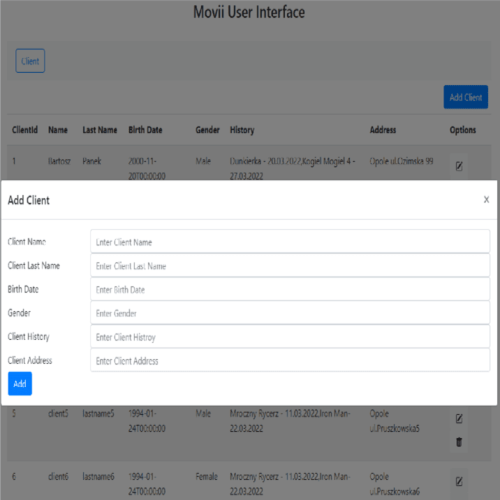 Movii User Interface
Client
Add Client
ClientId Name Last Name Birth Date Gender History Address Options
1 Bartosz Panek 2000-11- Male Dunkierka - 20.03.2022,Kogiel Mogiel 4 - Opole ul.Ozimska 99
20T00:00:00 27.03.2022
Add Client x
Client Name Enter Client Name
Client Last Name Enter Client Last Name
Birth Date Enter Birth Date
Gender Enter Gender
Client History Enter Client Histroy
Client Address Enter Client Address
Add
5 client5 lastname5 1994-01- Male Mroczny Rycerz - 11.03.2022,Iron Man- Opole
24T00:00:00 22.03.2022 ul.Pruszkowska5
6 client6 lastname6 1994-01- Female Mroczny Rycerz - 11.03.2022,Iron Man- Opole
24T00:00:00 22.03.2022 ul.Pruszkowska6